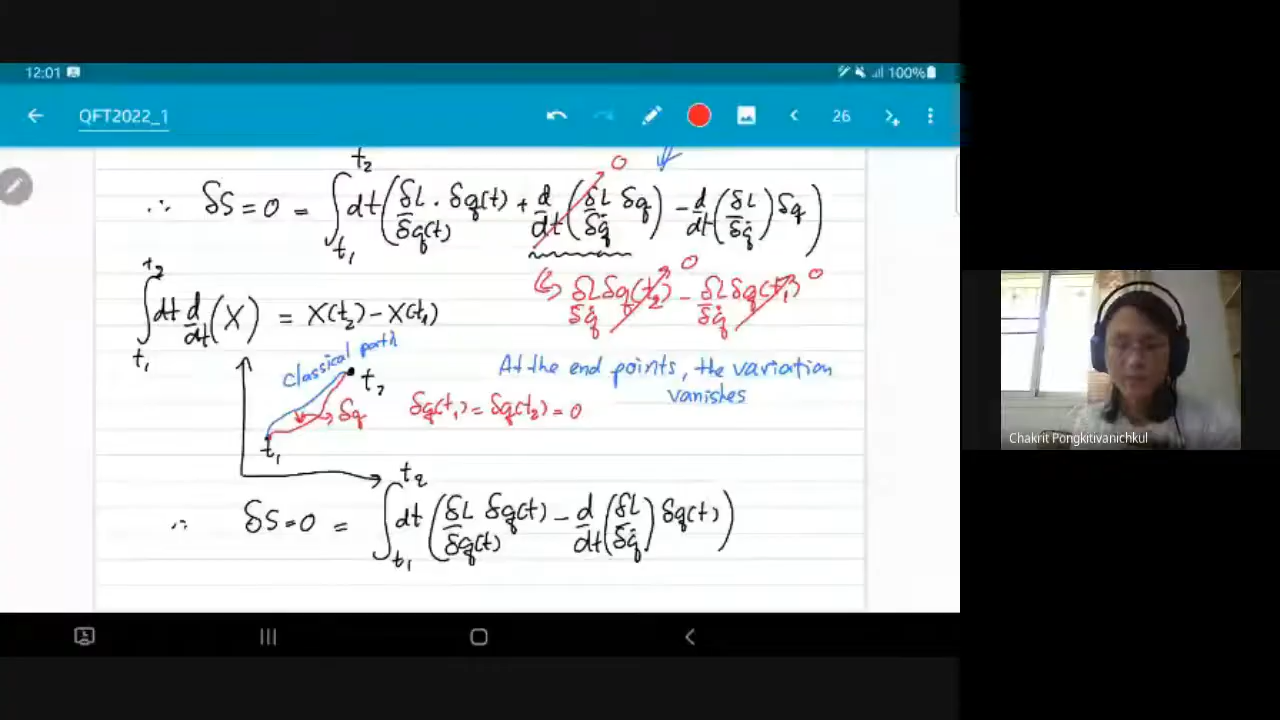 12:01 100%
QFT2022_1 26
∴ δS=0 = ∫_{t₁}^{t₂} dt (δL/δq(t) · δq(t) + d/dt (δL/δq̇ δq) − d/dt (δL/δq̇) δq)
0
↳ δL/δq̇ δq(t₂) − δL/δq̇ δq(t₁)
0 0
∫_{t₁}^{t₂} dt d/dt (X) = X(t₂) − X(t₁)
classical path
t₂
At the end points, the variation
vanishes
δq
δq(t₁) = δq(t₂) = 0
t₁
∴ δS=0 = ∫_{t₁}^{t₂} dt (δL/δq(t) δq(t) − d/dt (δL/δq̇) δq(t))
Chakrit Pongkitivanichkul